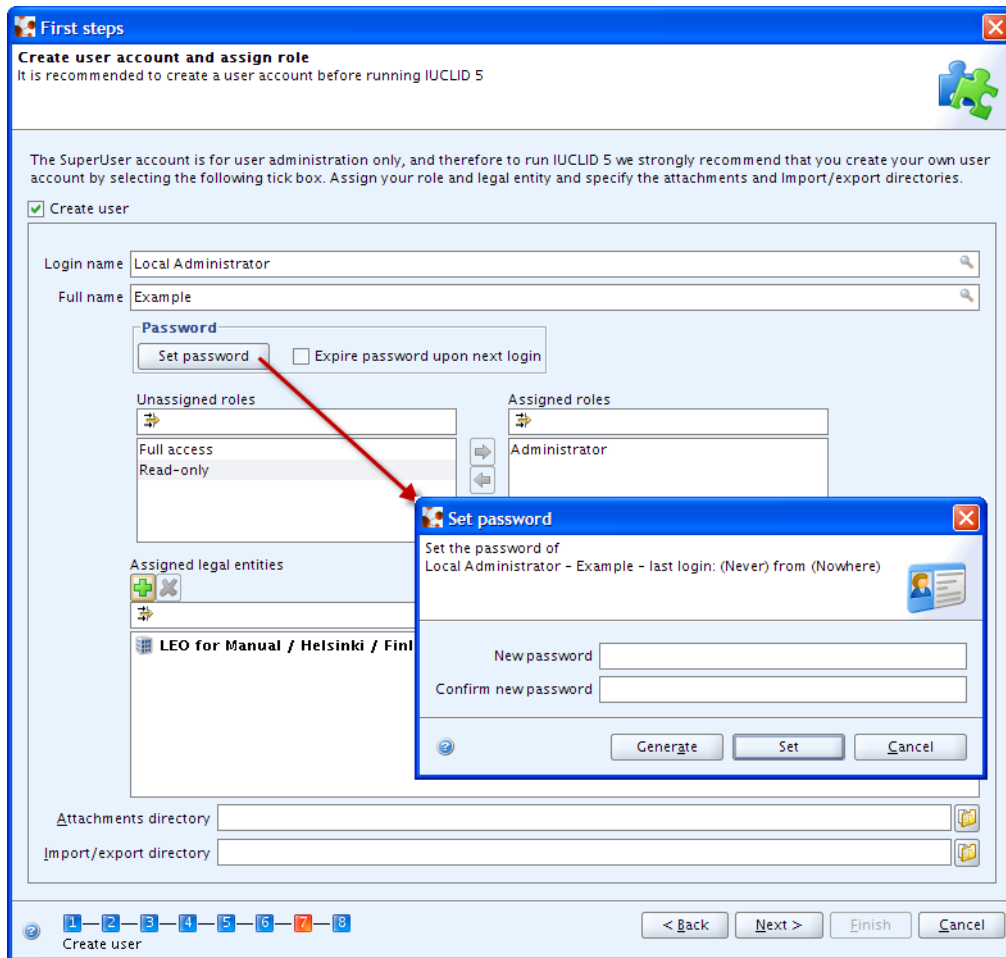 First steps
Create user account and assign role
It is recommended to create a user account before running IUCLID 5
The SuperUser account is for user administration only, and therefore to run IUCLID 5 we strongly recommend that you create your own user
account by selecting the following tick box. Assign your role and legal entity and specify the attachments and Import/export directories.
Create user
Login name Local Administrator
Full name Example
Password
Set password Expire password upon next login
Unassigned roles Assigned roles
Full access Administrator
Read-only
Set password
Set the password of
Local Administrator - Example - last login: (Never) from (Nowhere)
Assigned legal entities
LEO for Manual / Helsinki / Finl
New password
Confirm new password
Generate Set Cancel
Attachments directory
Import/export directory
1 2 3 4 5 6 7 8
Create user
< Back Next > Finish Cancel